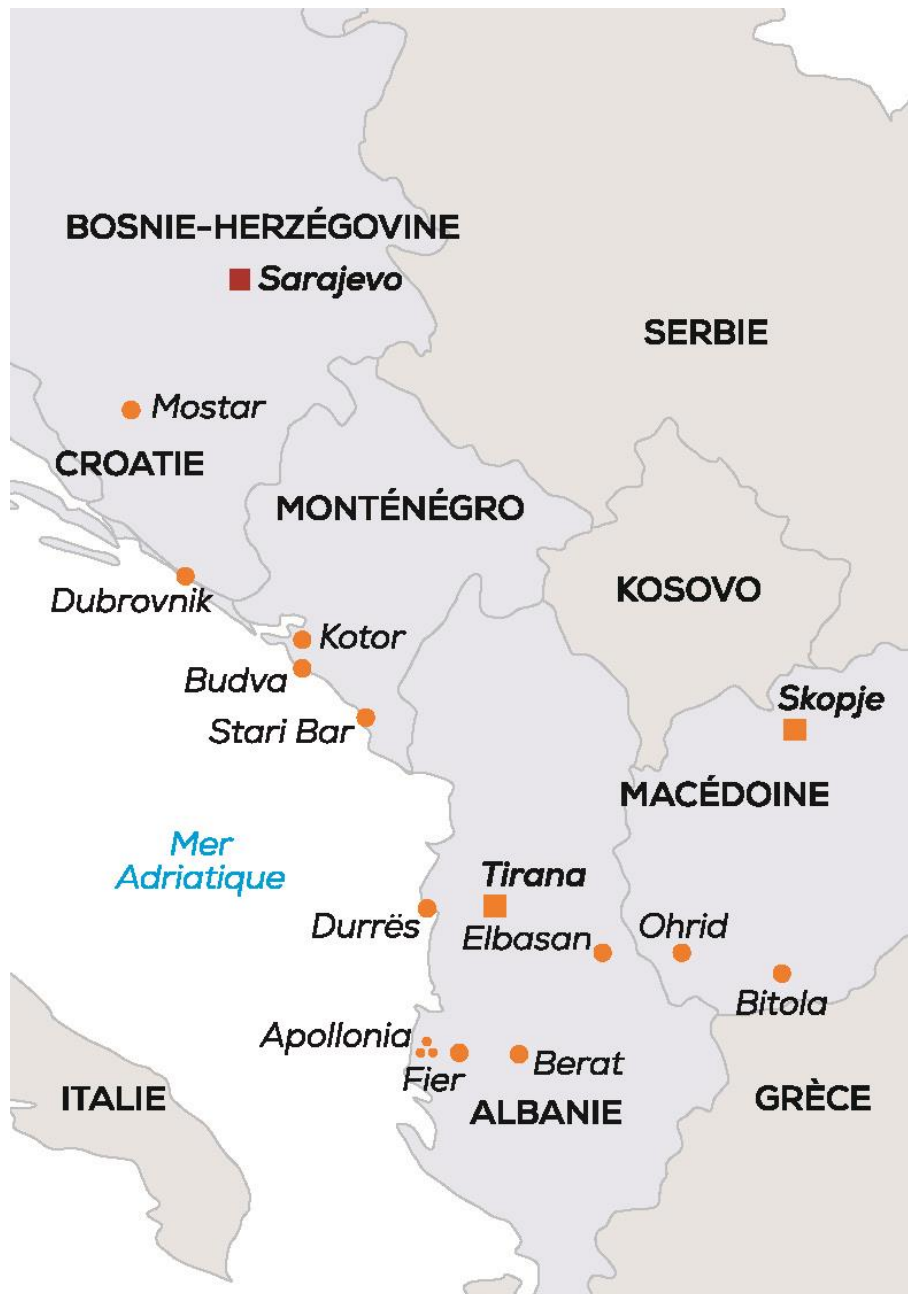 BOSNIE-HERZÉGOVINE
Sarajevo
SERBIE
Mostar
CROATIE
MONTÉNÉGRO
KOSOVO
Dubrovnik
Kotor
Budva
Skopje
Stari Bar
MACÉDOINE
Mer
Adriatique
Tirana
Durrës
Elbasan
Ohrid
Bitola
Apollonia
Fier
Berat
ITALIE
ALBANIE
GRÈCE